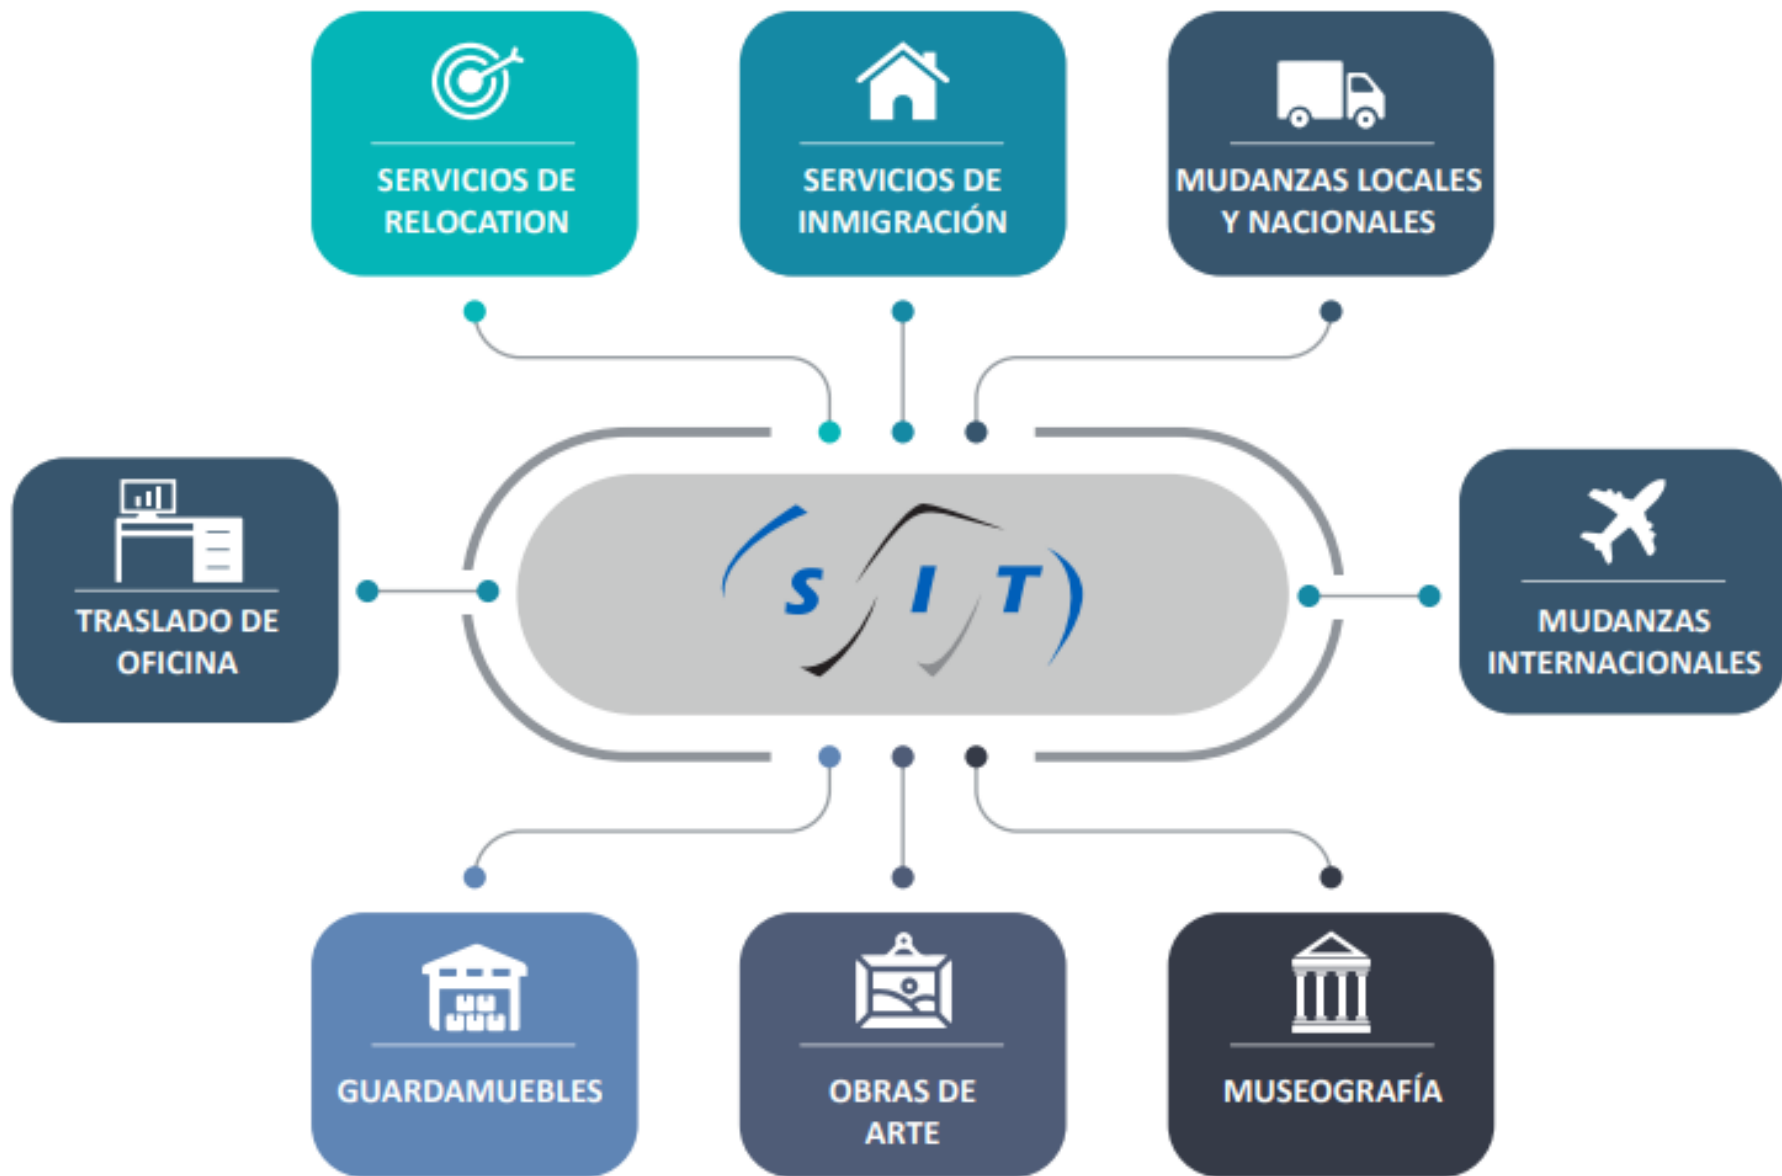 SERVICIOS DE
RELOCATION
SERVICIOS DE
INMIGRACIÓN
MUDANZAS LOCALES
Y NACIONALES
TRASLADO DE
OFICINA
S I T
MUDANZAS
INTERNACIONALES
GUARDAMUEBLES
OBRAS DE
ARTE
MUSEOGRAFÍA